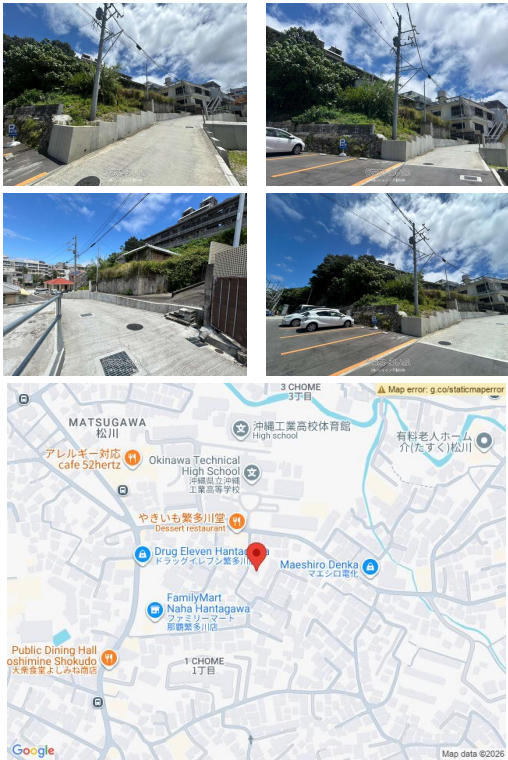 3 CHOME
3丁目
Map error: g.co/staticmaperror
MATSUGAWA
松川
沖縄工業高校体育館
High school
有料老人ホーム
介(たすく)松川
アレルギー対応
cafe 52hertz
Okinawa Technical
High School
沖縄県立沖縄
工業高等学校
やきいも繁多川堂
Dessert restaurant
Drug Eleven Hantag
ドラッグイレブン繁多川
Maeshiro Denka
マエシロ電化
FamilyMart
Naha Hantagawa
ファミリーマート
那覇繁多川店
Public Dining Hall
oshimine Shokudo
大衆食堂よしみね商店
1 CHOME
1丁目
Google
Map data ©2026